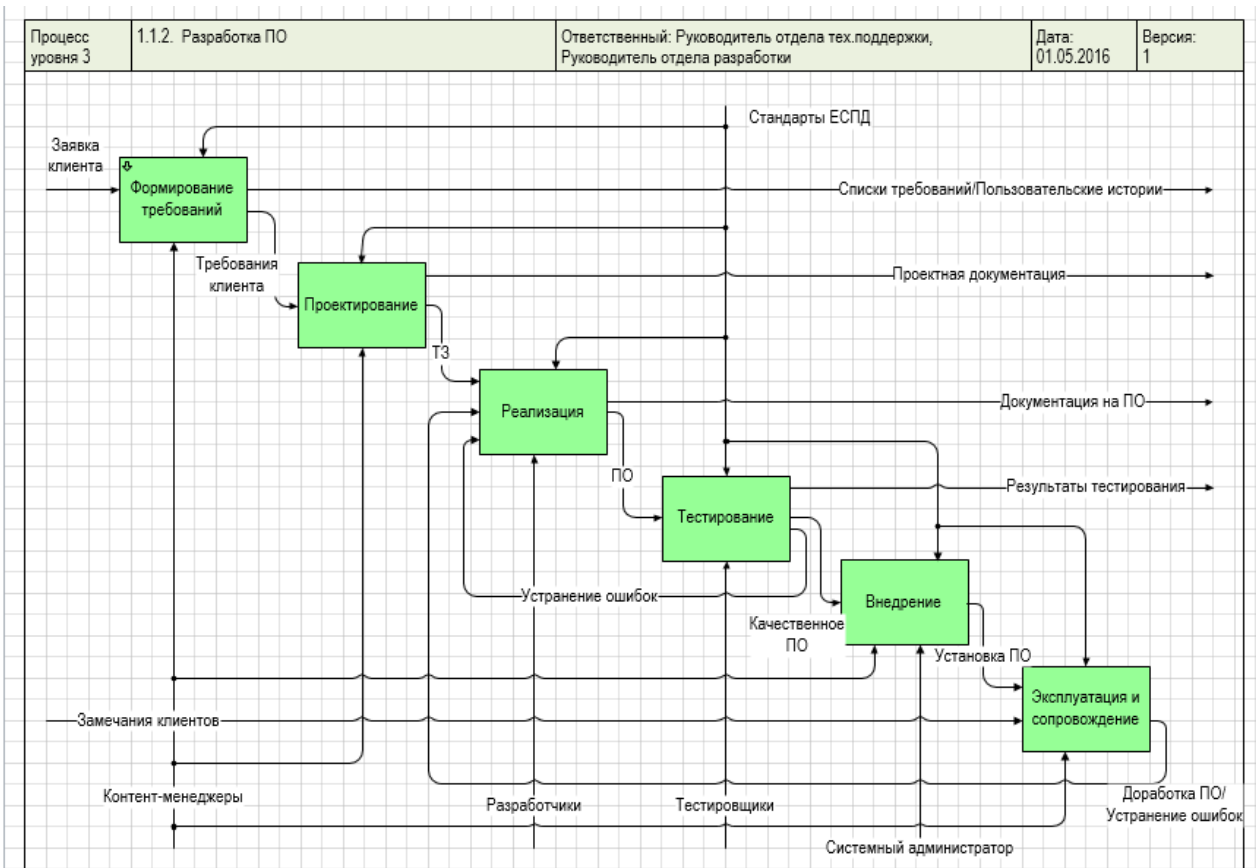 Процесс
уровня 3
1.1.2. Разработка ПО
Ответственный: Руководитель отдела тех.поддержки,
Руководитель отдела разработки
Дата:
01.05.2016
Версия:
1
Стандарты ЕСПД
Заявка
клиента
Формирование
требований
Списки требований/Пользовательские истории
Требования
клиента
Проектирование
Проектная документация
ТЗ
Реализация
Документация на ПО
ПО
Тестирование
Результаты тестирования
Устранение ошибок
Качественное
ПО
Внедрение
Установка ПО
Эксплуатация и
сопровождение
Замечания клиентов
Контент-менеджеры
Разработчики
Тестировщики
Доработка ПО/
Устранение ошибок
Системный администратор